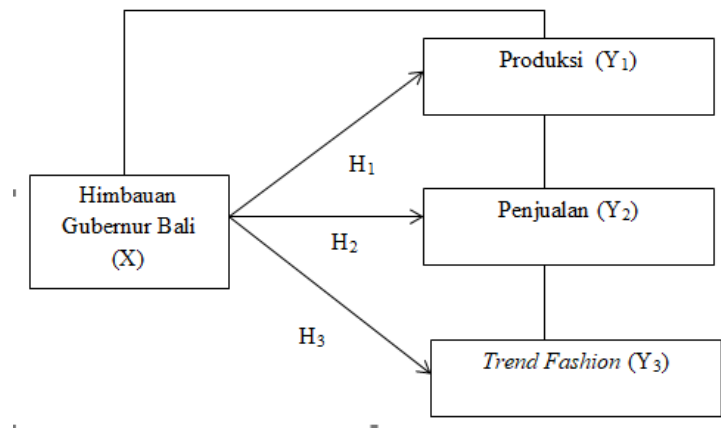 Produksi (Y₁)
H₁
Himbauan
Gubernur Bali
(X)
Penjualan (Y₂)
H₂
H₃
Trend Fashion (Y₃)